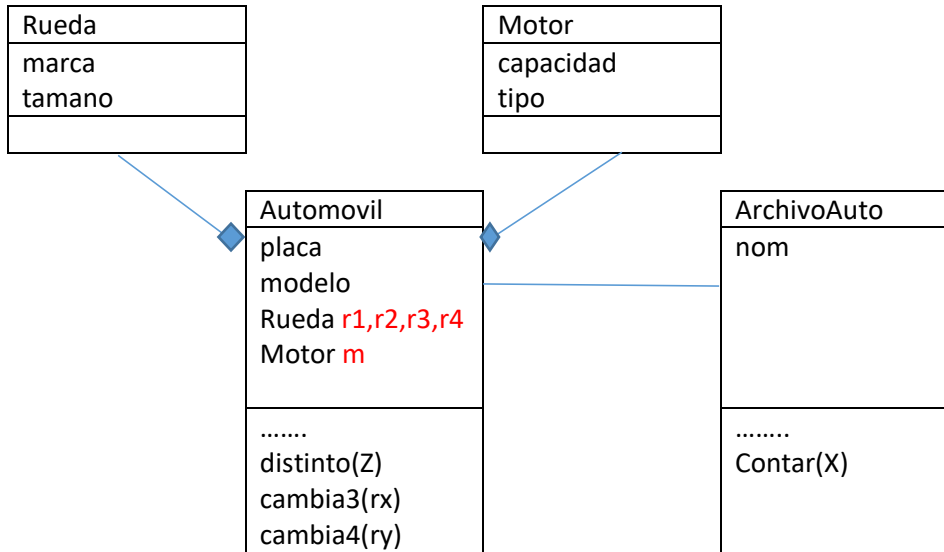 Rueda
marca
tamano
Motor
capacidad
tipo
Automovil
placa
modelo
Rueda r1,r2,r3,r4
Motor m
…….
distinto(Z)
cambia3(rx)
cambia4(ry)
ArchivoAuto
nom
……..
Contar(X)